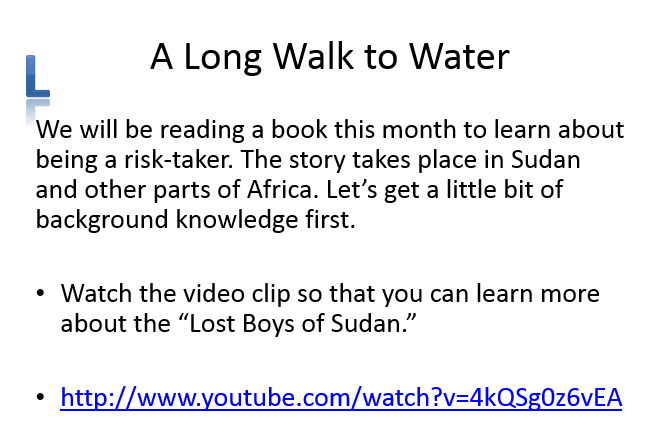 A Long Walk to Water
L
We will be reading a book this month to learn about
being a risk-taker. The story takes place in Sudan
and other parts of Africa. Let’s get a little bit of
background knowledge first.
• Watch the video clip so that you can learn more
about the “Lost Boys of Sudan.”
• http://www.youtube.com/watch?v=4kQSg0z6vEA